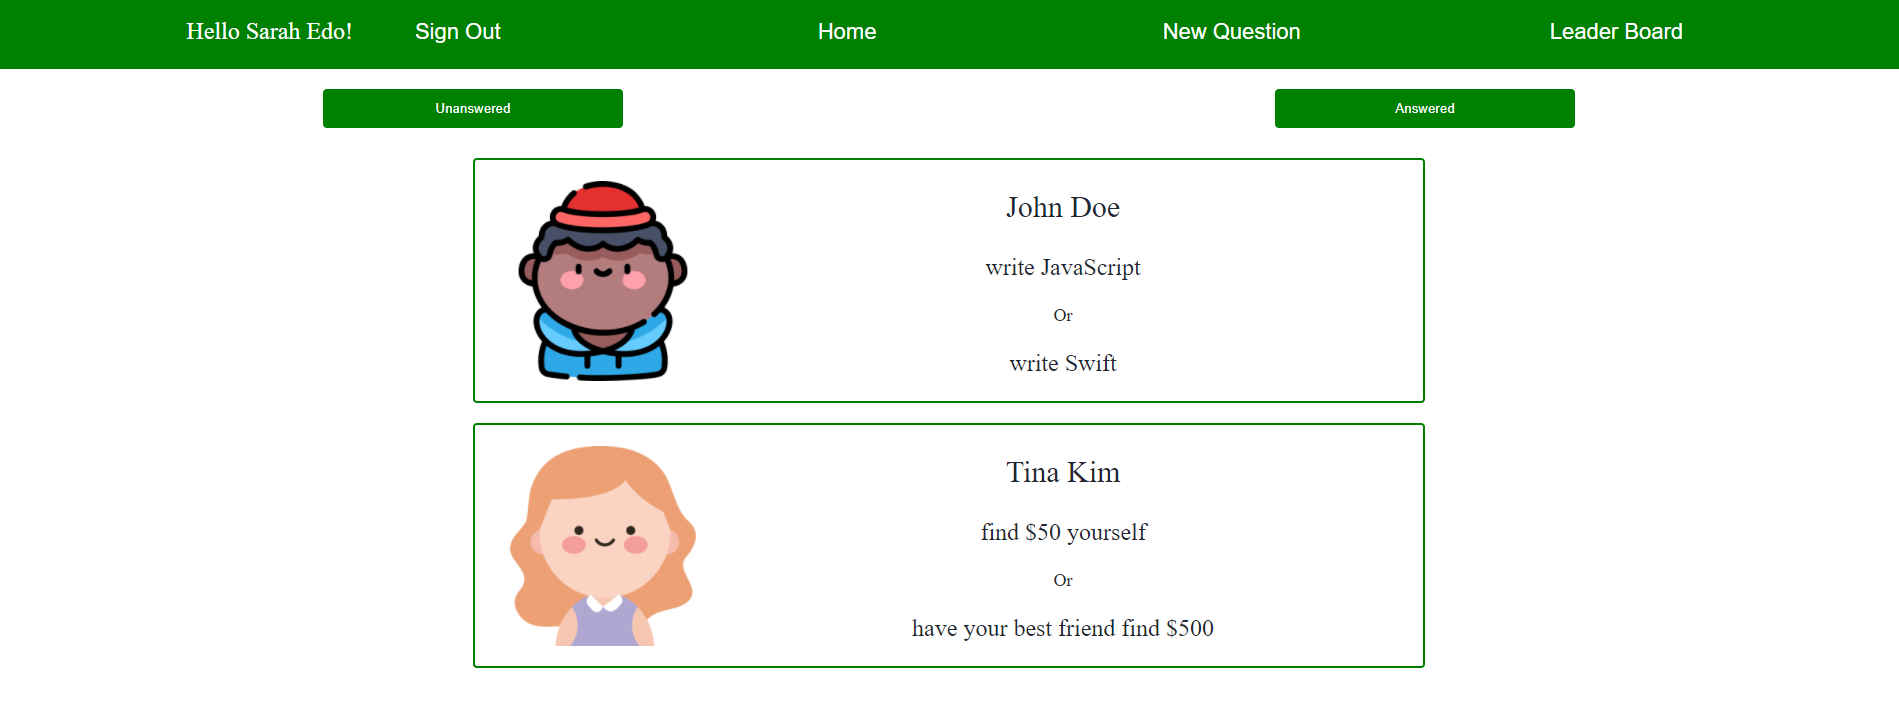 Hello Sarah Edo! Sign Out Home New Question Leader Board
Unanswered Answered
John Doe
write JavaScript
Or
write Swift
Tina Kim
find $50 yourself
Or
have your best friend find $500